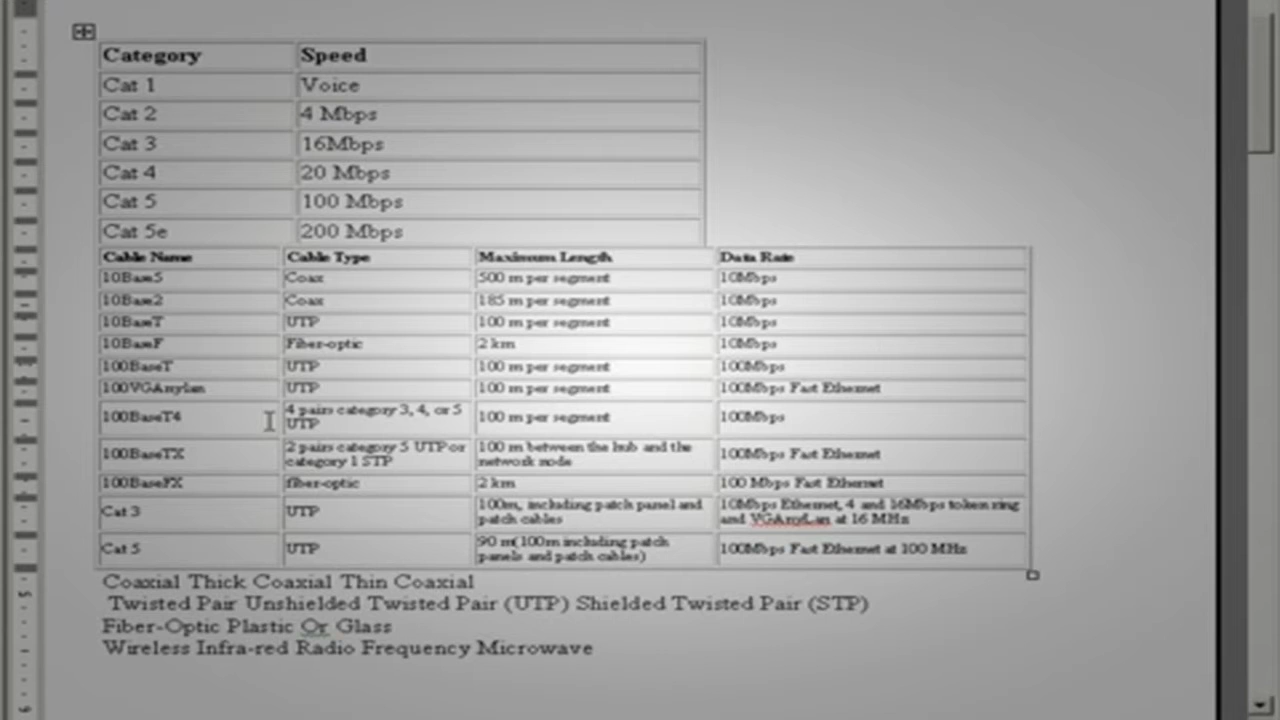 Category Speed
Cat 1 Voice
Cat 2 4 Mbps
Cat 3 16Mbps
Cat 4 20 Mbps
Cat 5 100 Mbps
Cat 5e 200 Mbps
Cable Name Cable Type Maximum Length Data Rate
10Base5 Coax 500 m per segment 10Mbps
10Base2 Coax 185 m per segment 10Mbps
10BaseT UTP 100 m per segment 10Mbps
10BaseF Fiber-optic 2 km 10Mbps
100BaseT UTP 100 m per segment 100Mbps
100VGAnylan UTP 100 m per segment 100Mbps Fast Ethernet
100BaseT4 4 pairs category 3, 4, or 5 UTP 100 m per segment 100Mbps
100BaseTX 2 pairs category 5 UTP or category 1 STP 100 m between the hub and the network node 100Mbps Fast Ethernet
100BaseFX fiber-optic 2 km 100 Mbps Fast Ethernet
Cat 3 UTP 100m, including patch panel and patch cables 10Mbps Ethernet, 4 and 16Mbps token ring and VGAnyLan at 16 MHz
Cat 5 UTP 90 m(100m including patch panels and patch cables) 100Mbps Fast Ethernet at 100 MHz
Coaxial Thick Coaxial Thin Coaxial
Twisted Pair Unshielded Twisted Pair (UTP) Shielded Twisted Pair (STP)
Fiber-Optic Plastic Or Glass
Wireless Infra-red Radio Frequency Microwave